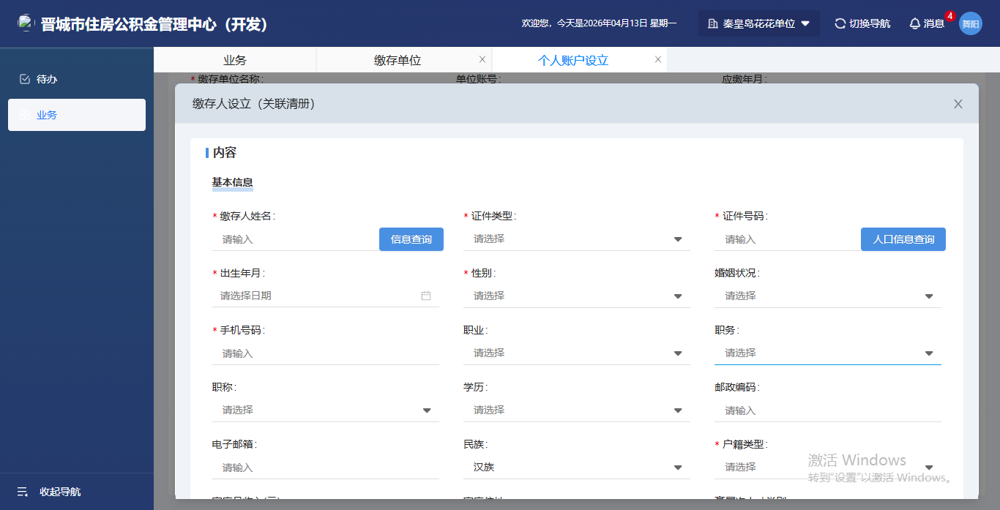 晋城市住房公积金管理中心（开发）
欢迎您，今天是2026年04月13日 星期一
秦皇岛花花单位
切换导航
消息
4
舞阳
待办
业务
收起导航
业务
缴存单位
个人账户设立
* 缴存单位名称:
单位账号:
应缴年月:
缴存人设立（关联清册）
内容
基本信息
* 缴存人姓名:
请输入
信息查询
* 证件类型:
请选择
* 证件号码:
请输入
人口信息查询
* 出生年月:
请选择日期
* 性别:
请选择
婚姻状况:
请选择
* 手机号码:
请输入
职业:
请选择
职务:
请选择
职称:
请选择
学历:
请选择
邮政编码:
请输入
电子邮箱:
请输入
民族:
汉族
* 户籍类型:
请选择
激活 Windows
转到"设置"以激活 Windows。